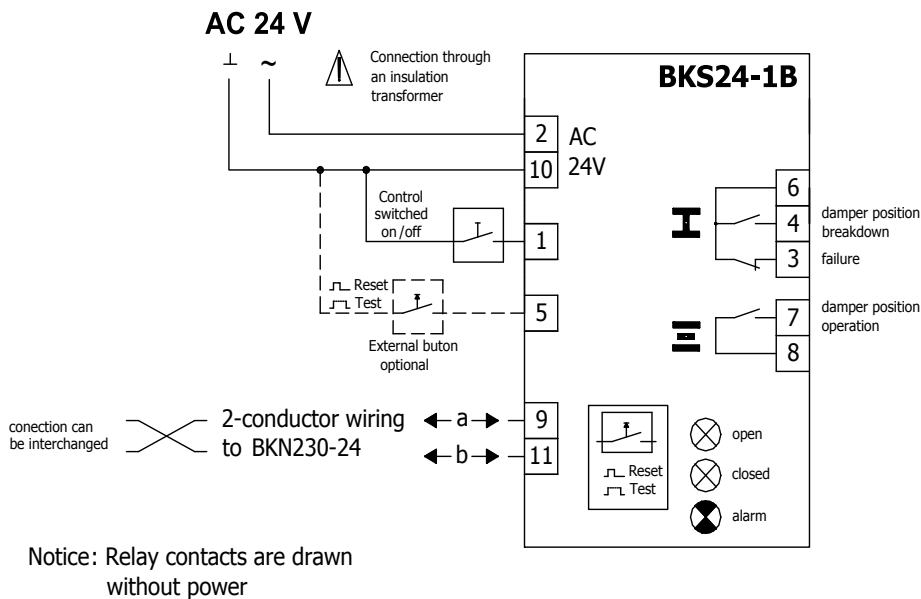 AC 24 V
⊥ ~
Connection through
an insulation
transformer
BKS24-1B
2
AC
10
24V
Control
switched
on/off
1
Reset
Test
5
External buton
optional
6
4
damper position
breakdown
3
failure
7
damper position
operation
8
conection can
be interchanged
2-conductor wiring
to BKN230-24
a
b
9
11
Reset
Test
open
closed
alarm
Notice: Relay contacts are drawn
without power